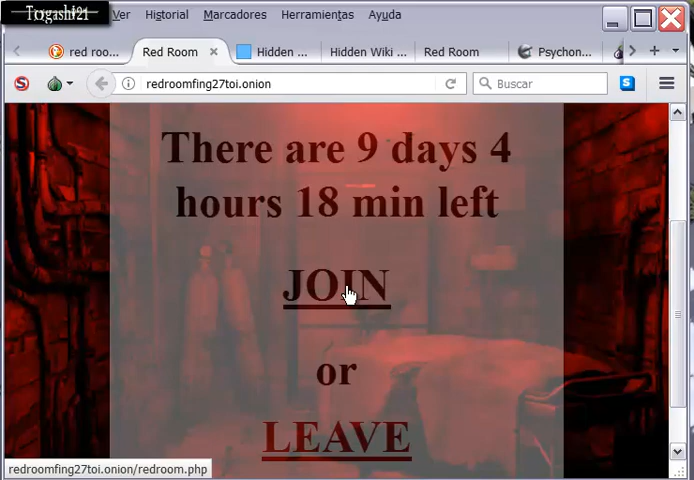 Togashi21
Ver Historial Marcadores Herramientas Ayuda
red roo...
Red Room
Hidden ...
Hidden Wiki ...
Red Room
Psychon...
redroomfing27toi.onion
Buscar
There are 9 days 4
hours 18 min left
JOIN
or
LEAVE
redroomfing27toi.onion/redroom.php